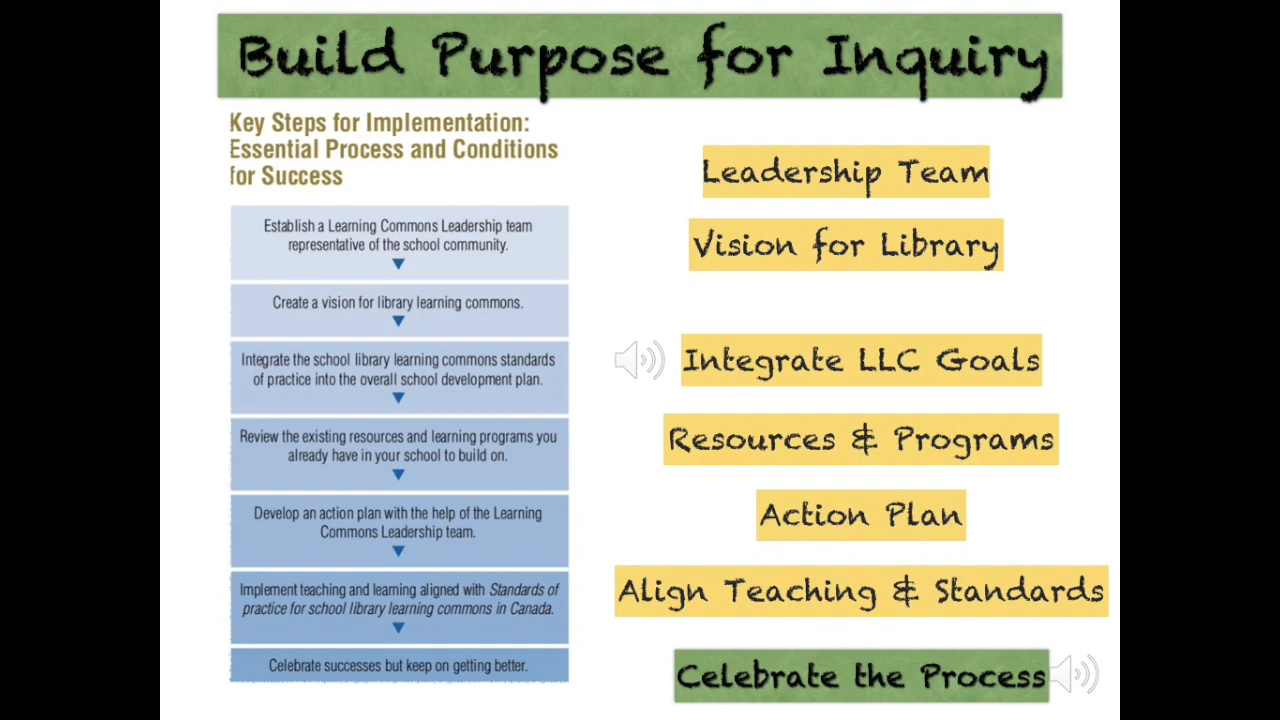 Build Purpose for Inquiry
Key Steps for Implementation:
Essential Process and Conditions
for Success
Establish a Learning Commons Leadership team
representative of the school community.
Create a vision for library learning commons.
Integrate the school library learning commons standards
of practice into the overall school development plan.
Review the existing resources and learning programs you
already have in your school to build on.
Develop an action plan with the help of the Learning
Commons Leadership team.
Implement teaching and learning aligned with Standards of
practice for school library learning commons in Canada.
Celebrate successes but keep on getting better.
Leadership Team
Vision for Library
Integrate LLC Goals
Resources & Programs
Action Plan
Align Teaching & Standards
Celebrate the Process